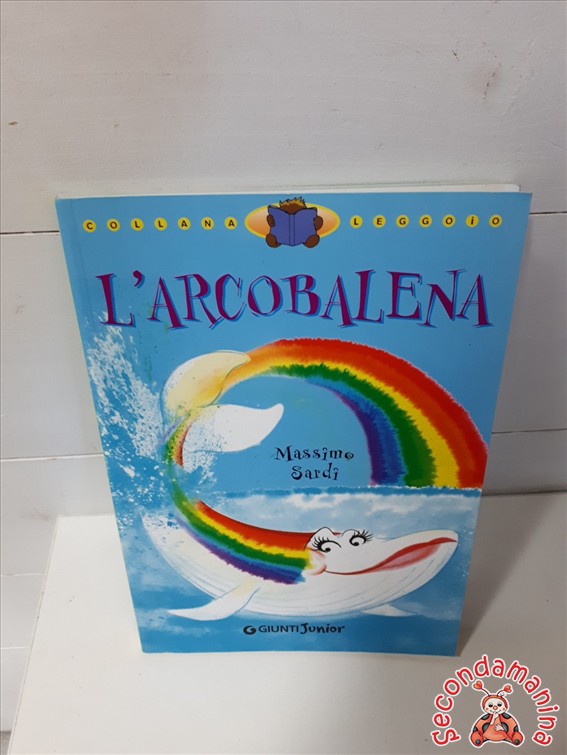 COLLANA LEGGOiO
L'ARCOBALENA
Massimo
Sardi
G GIUNTI Junior
Secondamanina